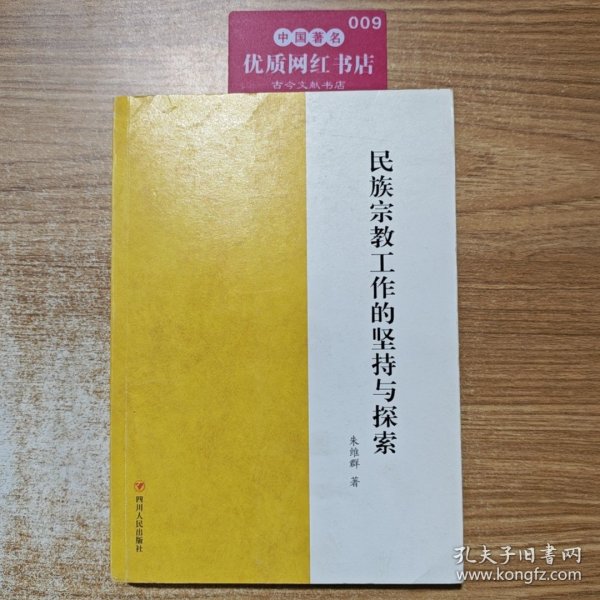 009
中国著名
优质网红书店
古今文献书店
民族宗教工作的坚持与探索
朱维群 著
四川人民出版社
孔夫子旧书网
www.kongfz.com